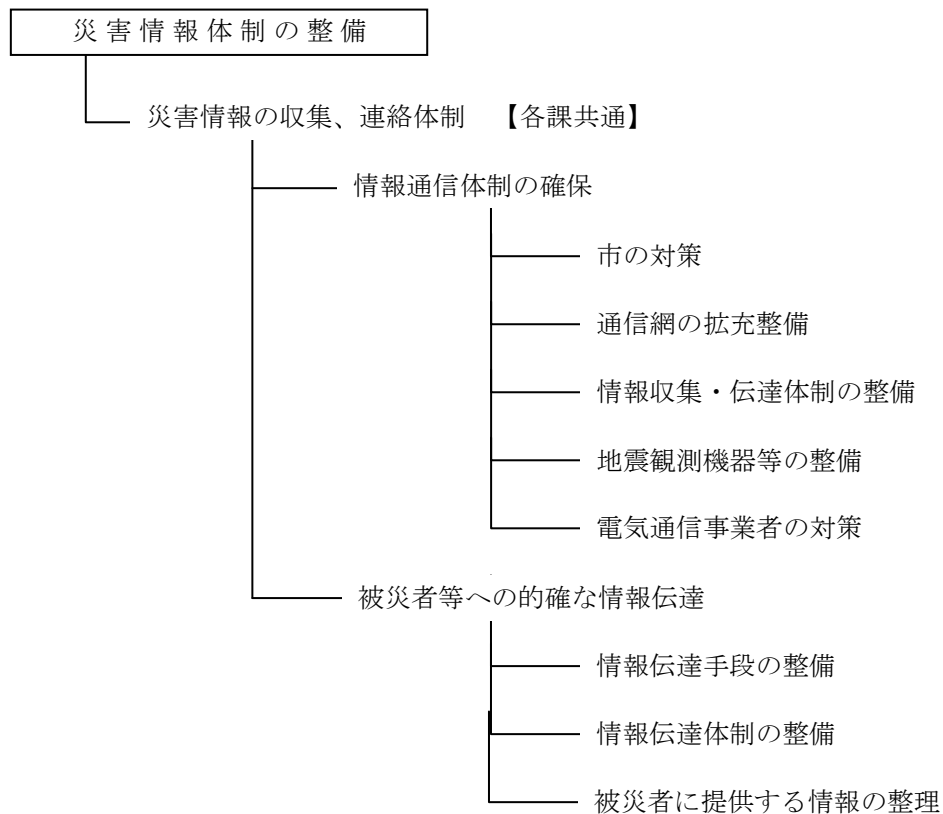 災害情報体制の整備
災害情報の収集、連絡体制　【各課共通】
情報通信体制の確保
市の対策
通信網の拡充整備
情報収集・伝達体制の整備
地震観測機器等の整備
電気通信事業者の対策
被災者等への的確な情報伝達
情報伝達手段の整備
情報伝達体制の整備
被災者に提供する情報の整理